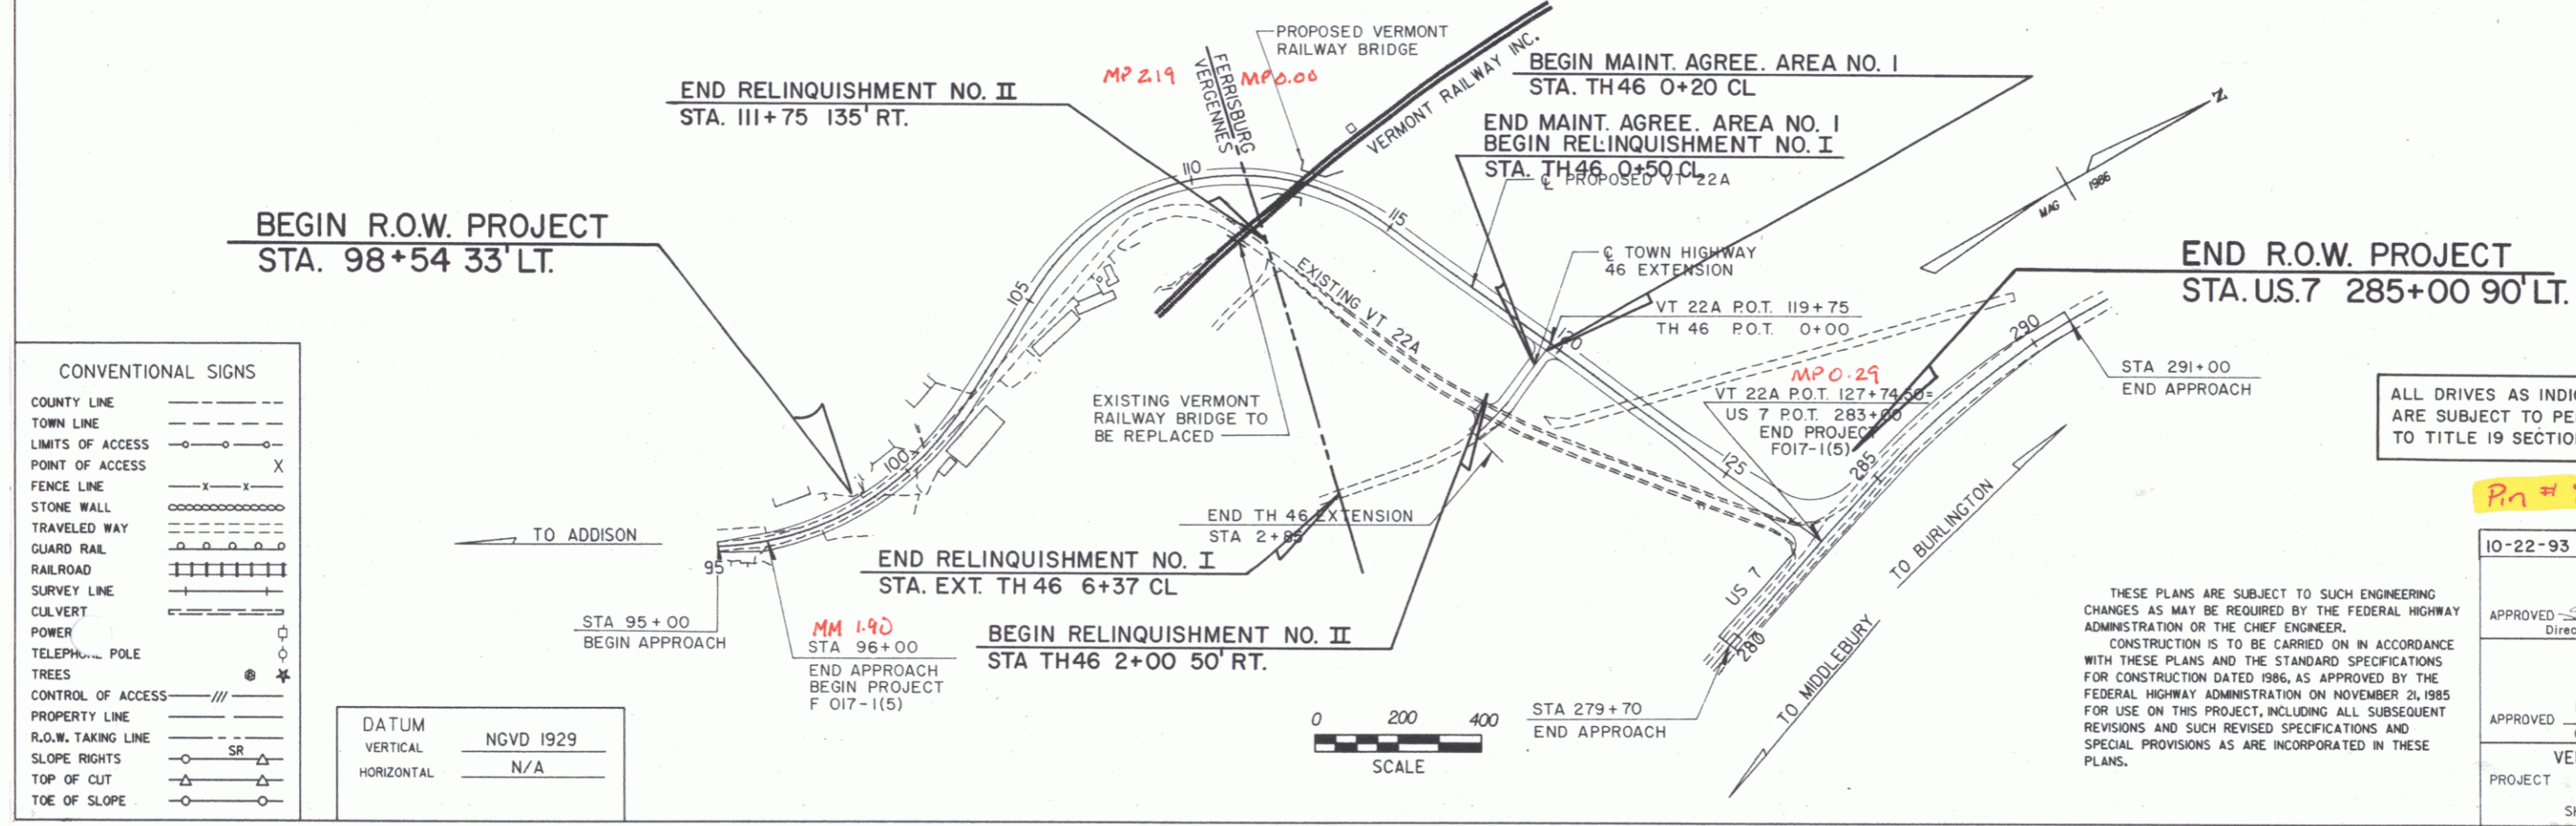 PROPOSED VERMONT
RAILWAY BRIDGE
MP 2.19
FERRISBURG
VERGENNES
MP 0.00
VERMONT RAILWAY INC.
END RELINQUISHMENT NO. II
STA. 111+75 135' RT.
BEGIN MAINT. AGREE. AREA NO. I
STA. TH46 0+20 CL
END MAINT. AGREE. AREA NO. I
BEGIN RELINQUISHMENT NO. I
STA. TH46 0+50 CL
℄ PROPOSED VT 22A
N
MAG 1986
BEGIN R.O.W. PROJECT
STA. 98+54 33' LT.
END R.O.W. PROJECT
STA. U.S.7 285+00 90' LT.
℄ TOWN HIGHWAY
46 EXTENSION
VT 22A P.O.T. 119+75
TH 46 P.O.T. 0+00
EXISTING VT 22A
95
100
105
110
115
120
125
280
285
290
MP 0.29
VT 22A P.O.T. 127+74.50=
US 7 P.O.T. 283+00
END PROJECT
F017-1(5)
STA 291+00
END APPROACH
EXISTING VERMONT
RAILWAY BRIDGE TO
BE REPLACED
ALL DRIVES AS
ARE SUBJECT TO
TO TITLE 19
Pin #
TO ADDISON
END TH 46 EXTENSION
STA 2+85
END RELINQUISHMENT NO. I
STA. EXT. TH 46 6+37 CL
BEGIN RELINQUISHMENT NO. II
STA TH46 2+00 50' RT.
STA 95+00
BEGIN APPROACH
MM 1.90
STA 96+00
END APPROACH
BEGIN PROJECT
F 017-1(5)
US 7
TO BURLINGTON
TO MIDDLEBURY
STA 279+70
END APPROACH
0 200 400
SCALE
CONVENTIONAL SIGNS
COUNTY LINE
TOWN LINE
LIMITS OF ACCESS
POINT OF ACCESS X
FENCE LINE x x
STONE WALL
TRAVELED WAY
GUARD RAIL
RAILROAD
SURVEY LINE
CULVERT
POWER
POLE
TREES
CONTROL OF ACCESS
PROPERTY LINE
R.O.W. TAKING LINE
SLOPE RIGHTS SR
TOP OF CUT
TOE OF SLOPE
DATUM
VERTICAL NGVD 1929
HORIZONTAL N/A
THESE PLANS ARE SUBJECT TO SUCH ENGINEERING
CHANGES AS MAY BE REQUIRED BY THE FEDERAL HIGHWAY
ADMINISTRATION OR THE CHIEF ENGINEER.
CONSTRUCTION IS TO BE CARRIED ON IN ACCORDANCE
WITH THESE PLANS AND THE STANDARD SPECIFICATIONS
FOR CONSTRUCTION DATED 1986, AS APPROVED BY THE
FEDERAL HIGHWAY ADMINISTRATION ON NOVEMBER 21, 1985
FOR USE ON THIS PROJECT, INCLUDING ALL SUBSEQUENT
REVISIONS AND SUCH REVISED SPECIFICATIONS AND
SPECIAL PROVISIONS AS ARE INCORPORATED IN THESE
PLANS.
10-22-93
APPROVED
APPROVED
PROJECT